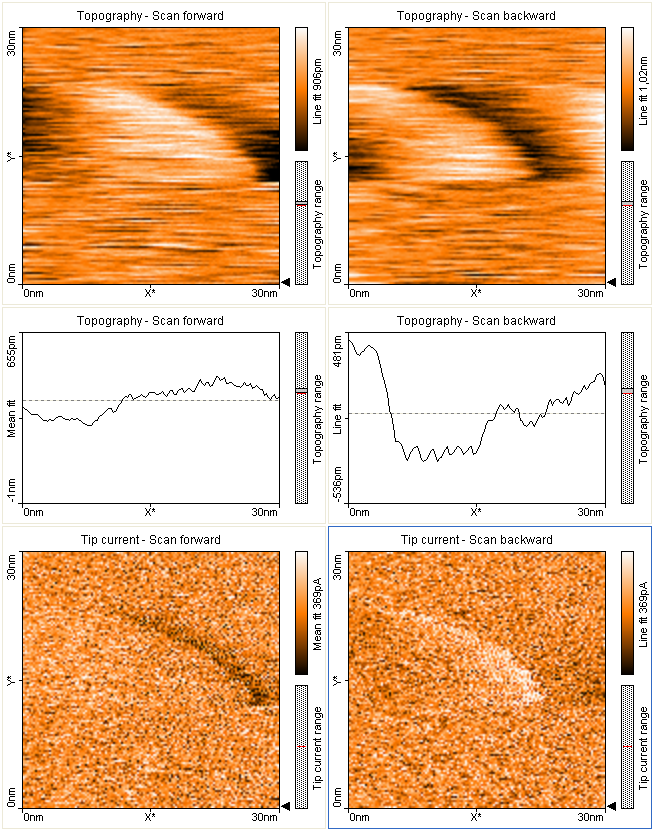 Topography - Scan forward
30nm
Y*
0nm
0nm
X*
30nm
Line fit 906pm
Topography range
Topography - Scan backward
30nm
Y*
0nm
0nm
X*
30nm
Line fit 1,02nm
Topography range
Topography - Scan forward
655pm
Mean fit
-1nm
0nm
X*
30nm
Topography range
Topography - Scan backward
481pm
Line fit
-536pm
0nm
X*
30nm
Topography range
Tip current - Scan forward
30nm
Y*
0nm
0nm
X*
30nm
Mean fit 369pA
Tip current range
Tip current - Scan backward
30nm
Y*
0nm
0nm
X*
30nm
Line fit 369pA
Tip current range